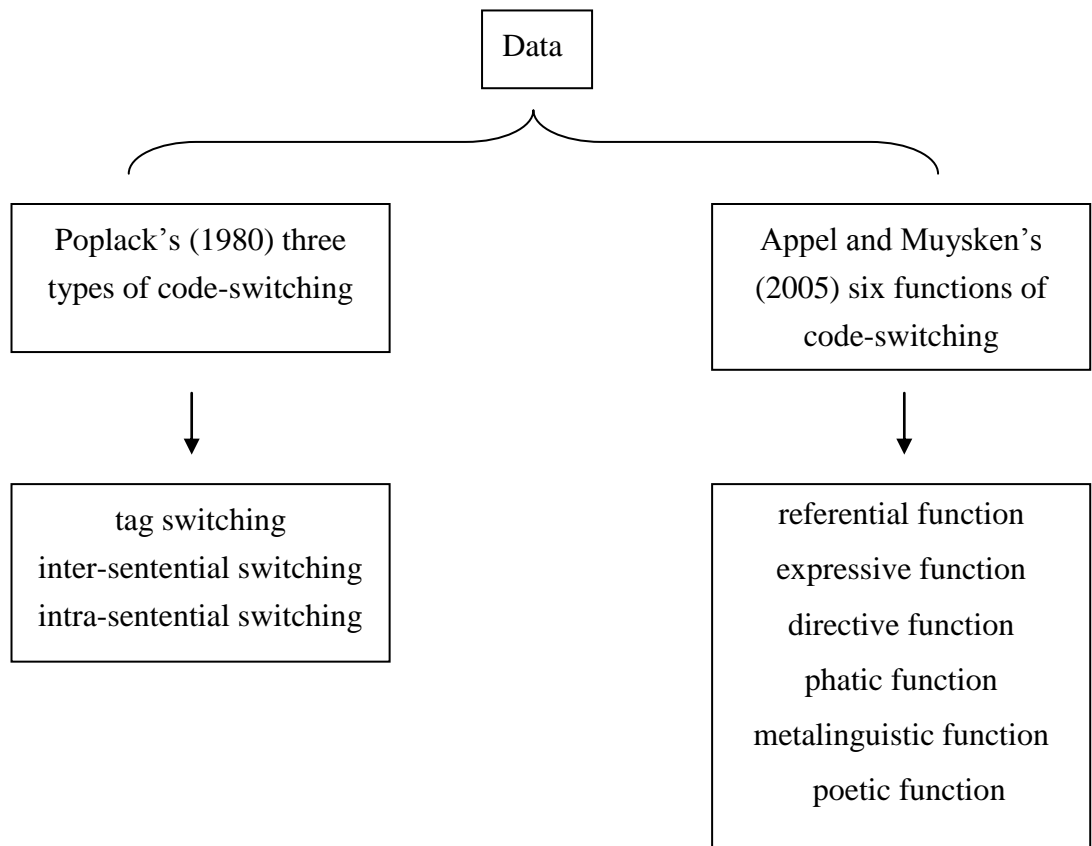 Data
Poplack’s (1980) three
types of code-switching
Appel and Muysken’s
(2005) six functions of
code-switching
tag switching
inter-sentential switching
intra-sentential switching
referential function
expressive function
directive function
phatic function
metalinguistic function
poetic function